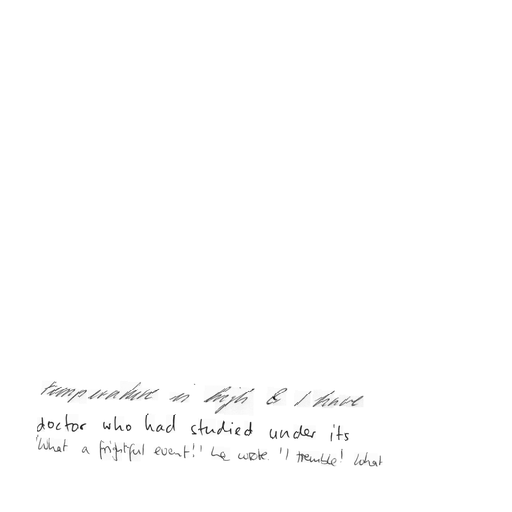 temperature is high & I have
doctor who had studied under its
'What a frightful event!' he wrote. 'I tremble! What